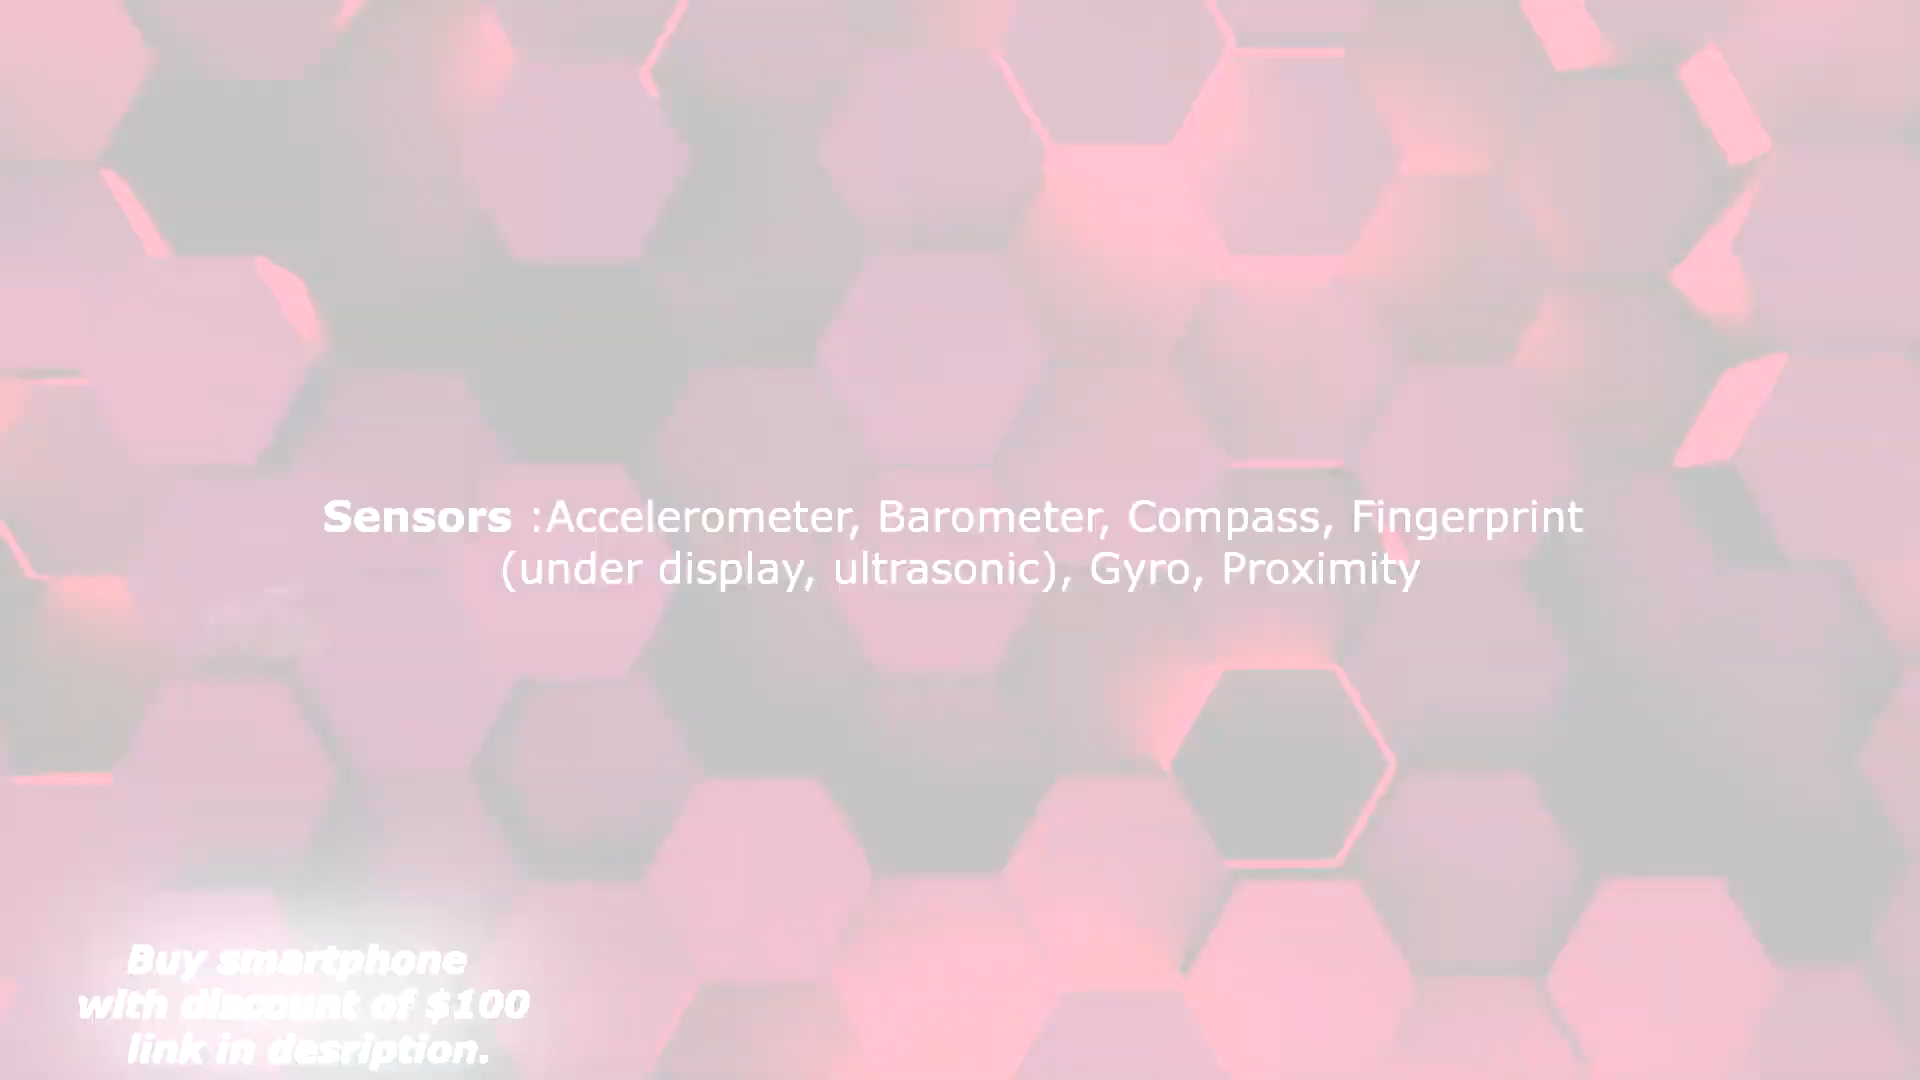 Sensors :Accelerometer, Barometer, Compass, Fingerprint
(under display, ultrasonic), Gyro, Proximity
Buy smartphone
with discount of $100
link in desription.